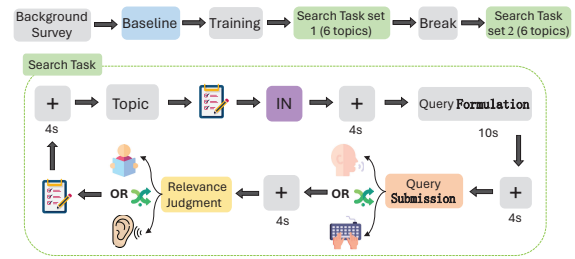 Background
Survey
Baseline
Training
Search Task set
1 (6 topics)
Break
Search Task
set 2 (6 topics)
Search Task
+
4s
Topic
IN
+
4s
Query Formulation
10s
+
4s
Query
Submission
OR
+
4s
Relevance
Judgment
OR